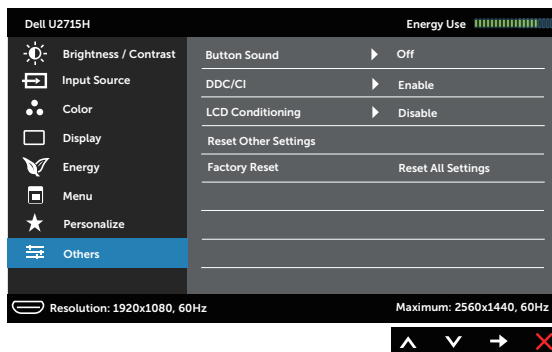 Dell U2715H Energy Use
Brightness / Contrast
Input Source
Color
Display
Energy
Menu
Personalize
Others
Button Sound Off
DDC/CI Enable
LCD Conditioning Disable
Reset Other Settings
Factory Reset Reset All Settings
Resolution: 1920x1080, 60Hz Maximum: 2560x1440, 60Hz